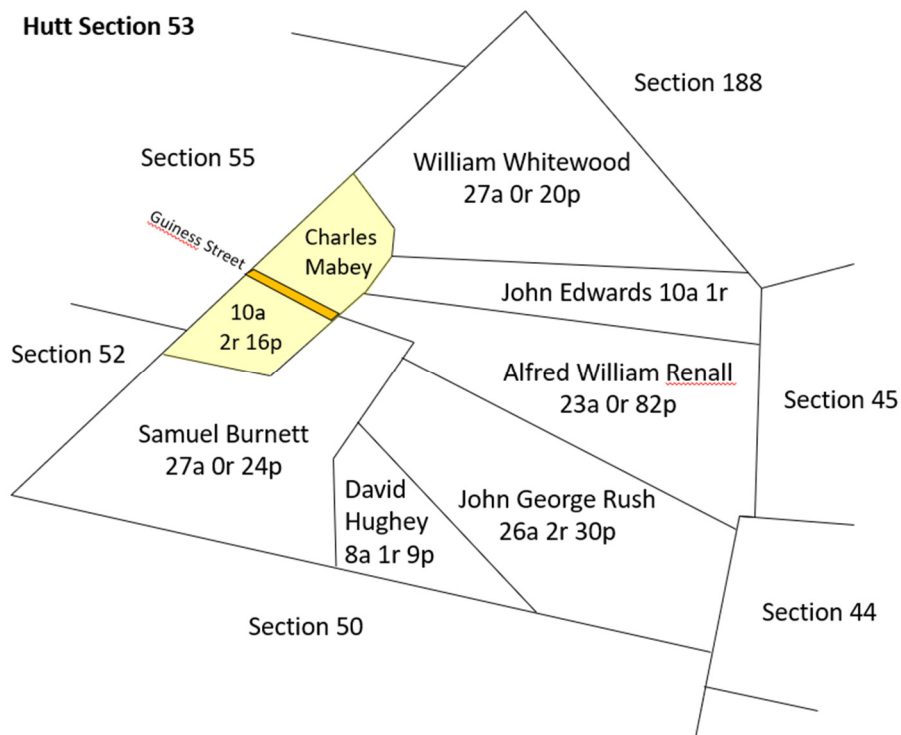 Hutt Section 53
Section 188
Section 55
William Whitewood
27a 0r 20p
Guiness Street
Charles
Mabey
John Edwards 10a 1r
10a
2r 16p
Section 52
Alfred William Renall
23a 0r 82p
Section 45
Samuel Burnett
27a 0r 24p
David
Hughey
8a 1r 9p
John George Rush
26a 2r 30p
Section 44
Section 50